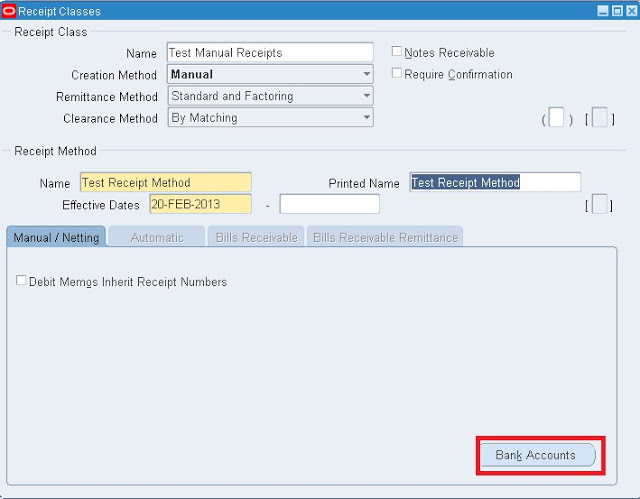 Receipt Classes
Receipt Class
Name Test Manual Receipts Notes Receivable
Creation Method Manual Require Confirmation
Remittance Method Standard and Factoring
Clearance Method By Matching ( ) [ ]
Receipt Method
Name Test Receipt Method Printed Name Test Receipt Method
Effective Dates 20-FEB-2013 - [ ]
Manual / Netting Automatic Bills Receivable Bills Receivable Remittance
Debit Memos Inherit Receipt Numbers
Bank Accounts